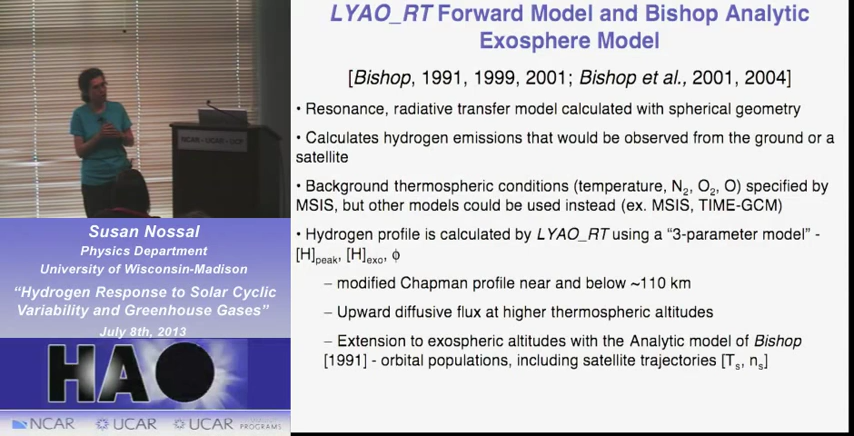 LYAO_RT Forward Model and Bishop Analytic
Exosphere Model
[Bishop, 1991, 1999, 2001; Bishop et al., 2001, 2004]
• Resonance, radiative transfer model calculated with spherical geometry
• Calculates hydrogen emissions that would be observed from the ground or a
satellite
• Background thermospheric conditions (temperature, N₂, O₂, O) specified by
MSIS, but other models could be used instead (ex. MSIS, TIME-GCM)
• Hydrogen profile is calculated by LYAO_RT using a “3-parameter model” -
[H]peak, [H]exo, ϕ
– modified Chapman profile near and below ~110 km
– Upward diffusive flux at higher thermospheric altitudes
– Extension to exospheric altitudes with the Analytic model of Bishop
[1991] - orbital populations, including satellite trajectories [Ts, ns]
NCAR - UCAR - UCP
Susan Nossal
Physics Department
University of Wisconsin-Madison
“Hydrogen Response to Solar Cyclic
Variability and Greenhouse Gases”
July 8th, 2013
HAO
NCAR UCAR UCAR PROGRAMS